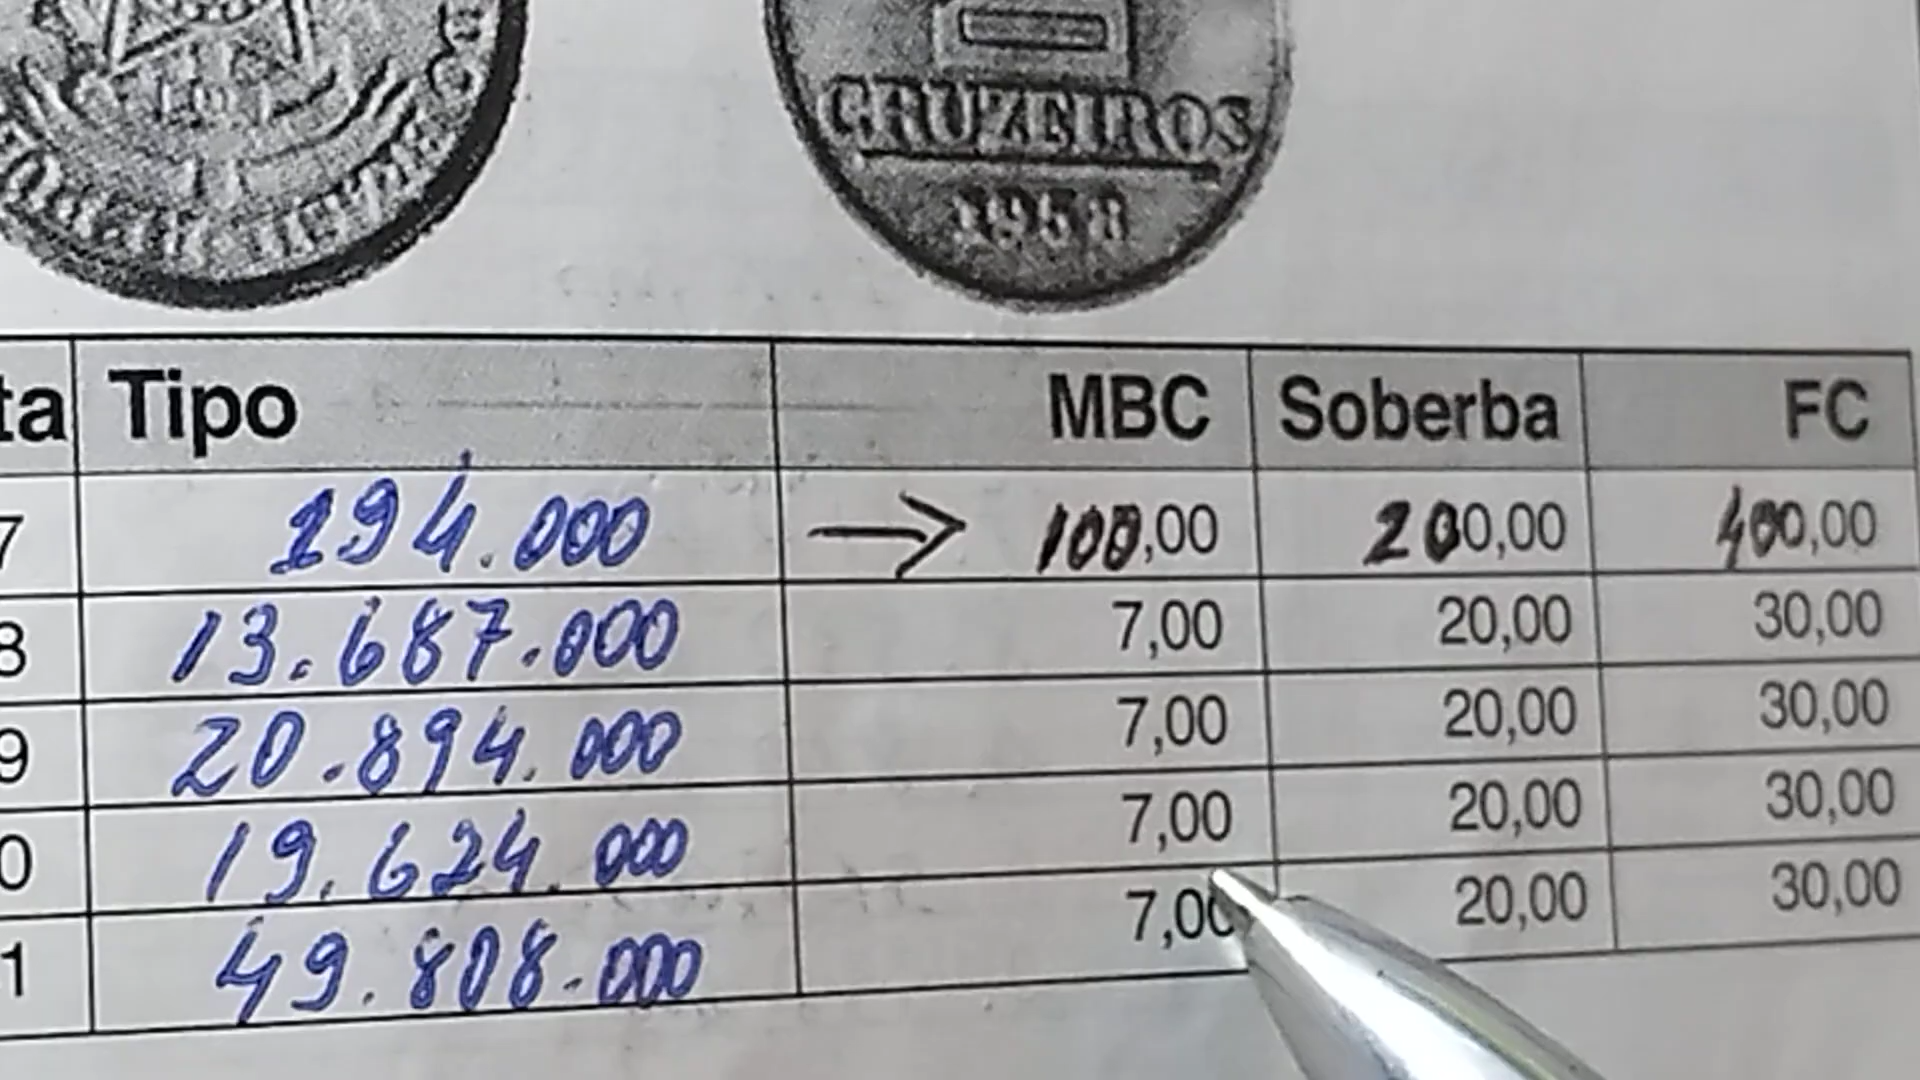 CRUZEIROS
1958
ta Tipo MBC Soberba FC
7 294.000 → 100,00 200,00 400,00
8 13.687.000 7,00 20,00 30,00
9 20.894.000 7,00 20,00 30,00
0 19.624.000 7,00 20,00 30,00
1 49.808.000 7,00 20,00 30,00